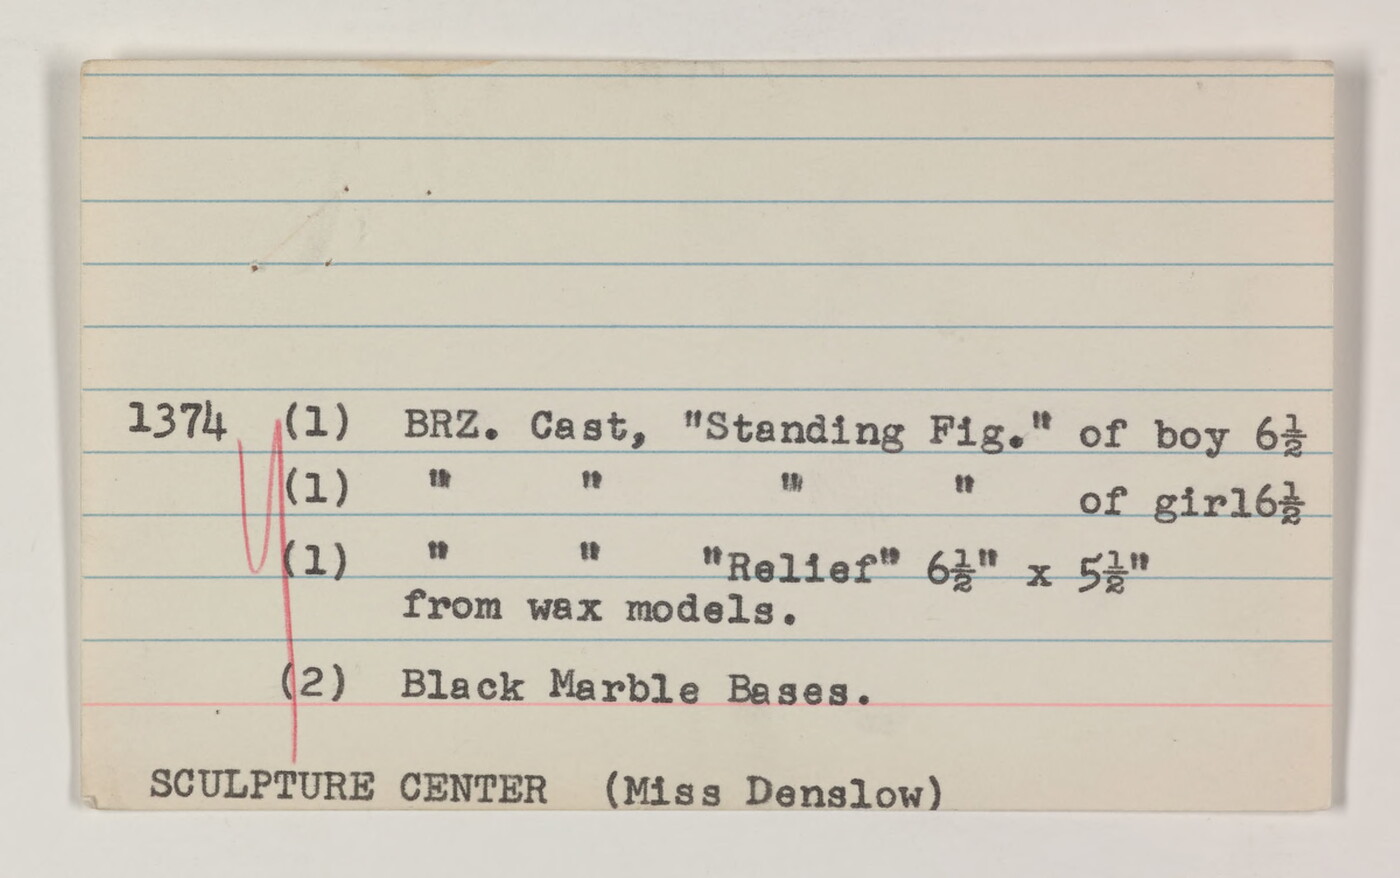 1374 (1) BRZ. Cast, "Standing Fig." of boy 6½
(1) " " " " of girl6½
(1) " " "Relief" 6½" x 5½"
from wax models.
(2) Black Marble Bases.
SCULPTURE CENTER (Miss Denslow)